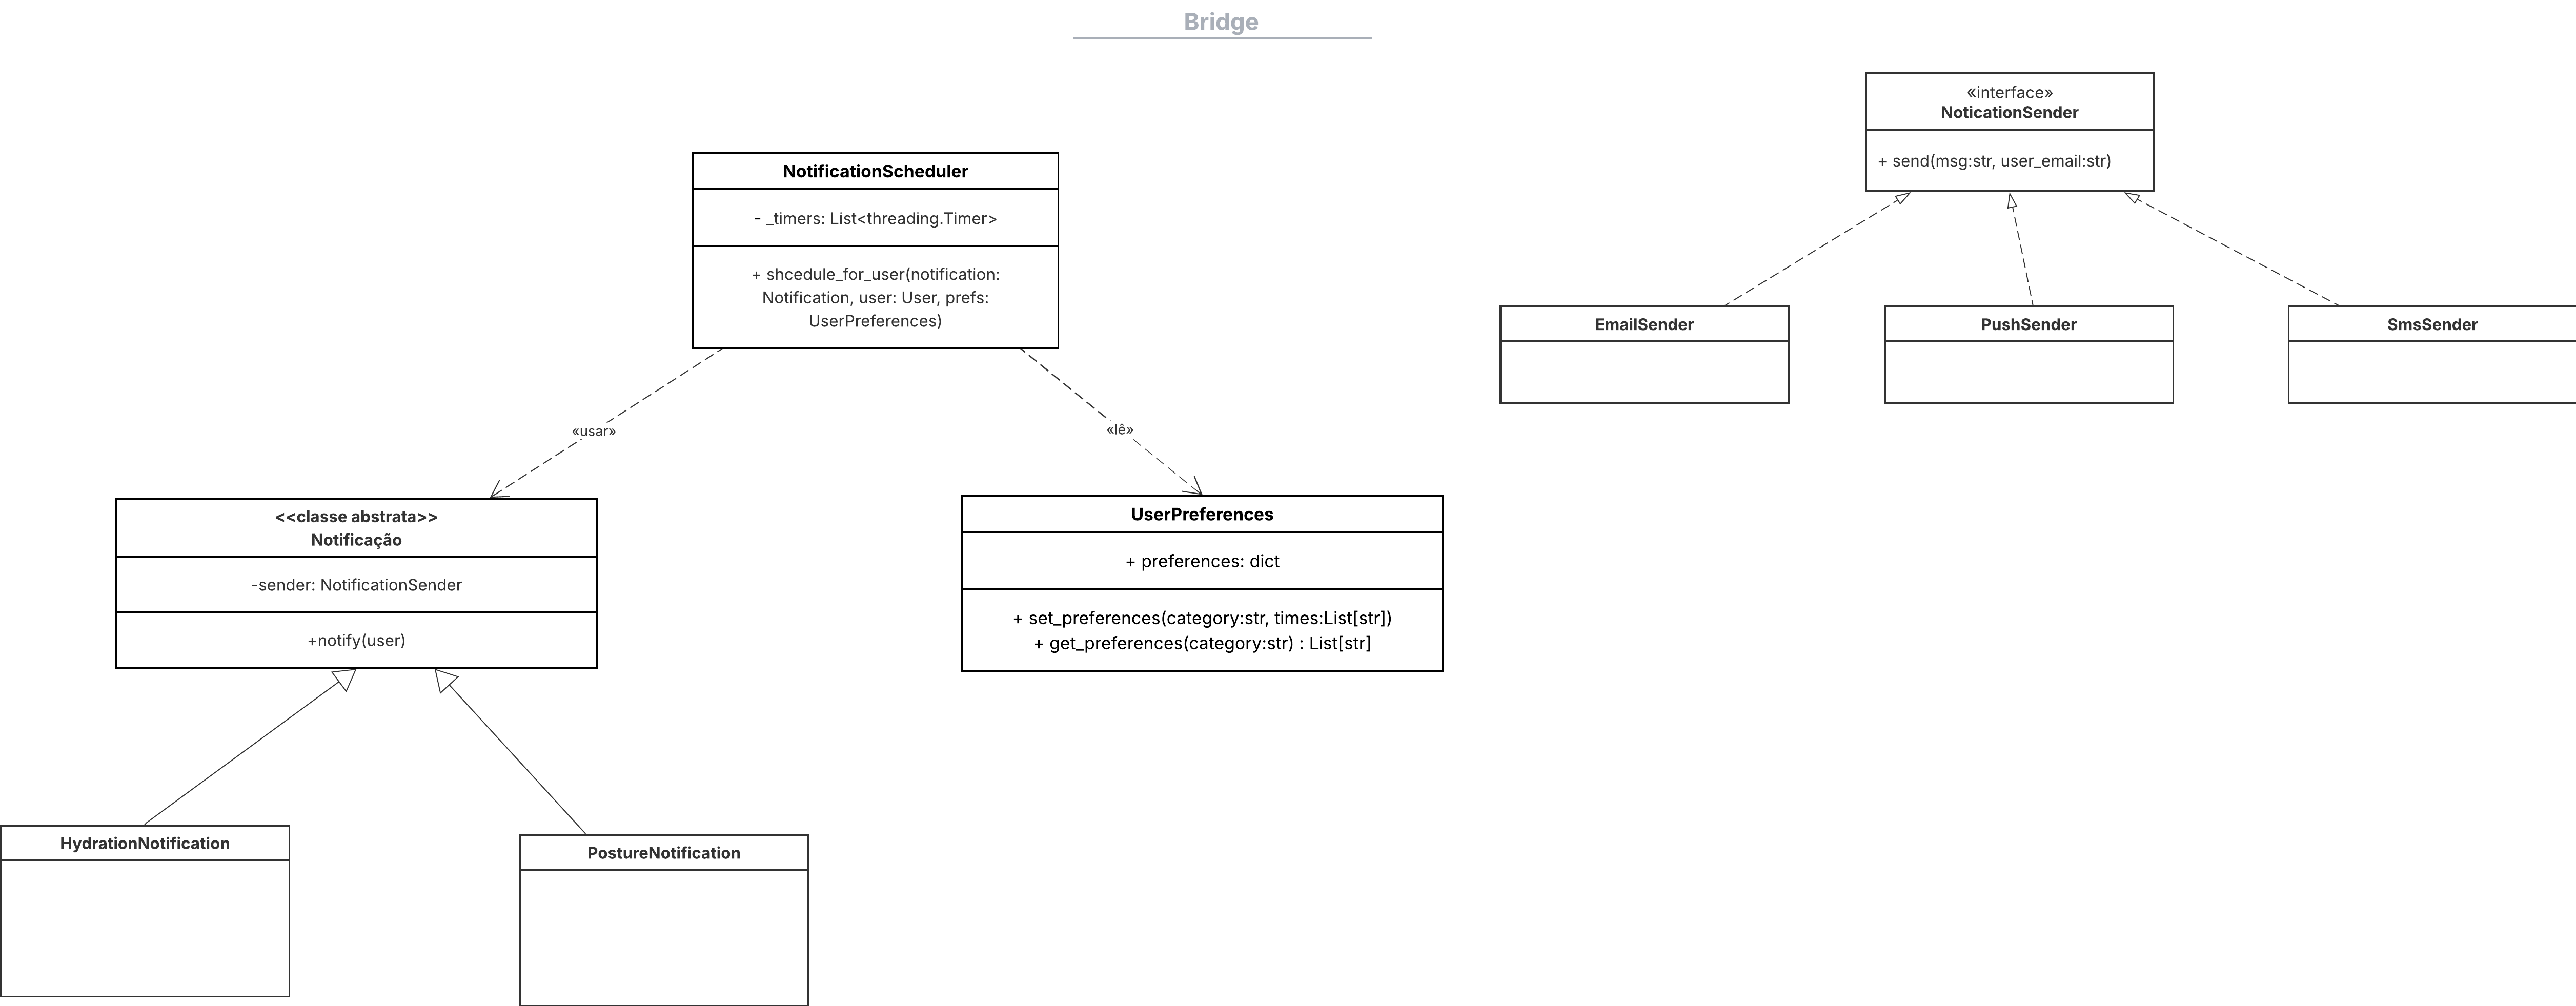 Bridge
«interface»
NoticationSender
+ send(msg:str, user_email:str)
NotificationScheduler
- _timers: List<threading.Timer>
+ shcedule_for_user(notification:
Notification, user: User, prefs:
UserPreferences)
EmailSender
PushSender
SmsSender
«usar»
«lê»
<<classe abstrata>>
Notificação
-sender: NotificationSender
+notify(user)
UserPreferences
+ preferences: dict
+ set_preferences(category:str, times:List[str])
+ get_preferences(category:str) : List[str]
HydrationNotification
PostureNotification